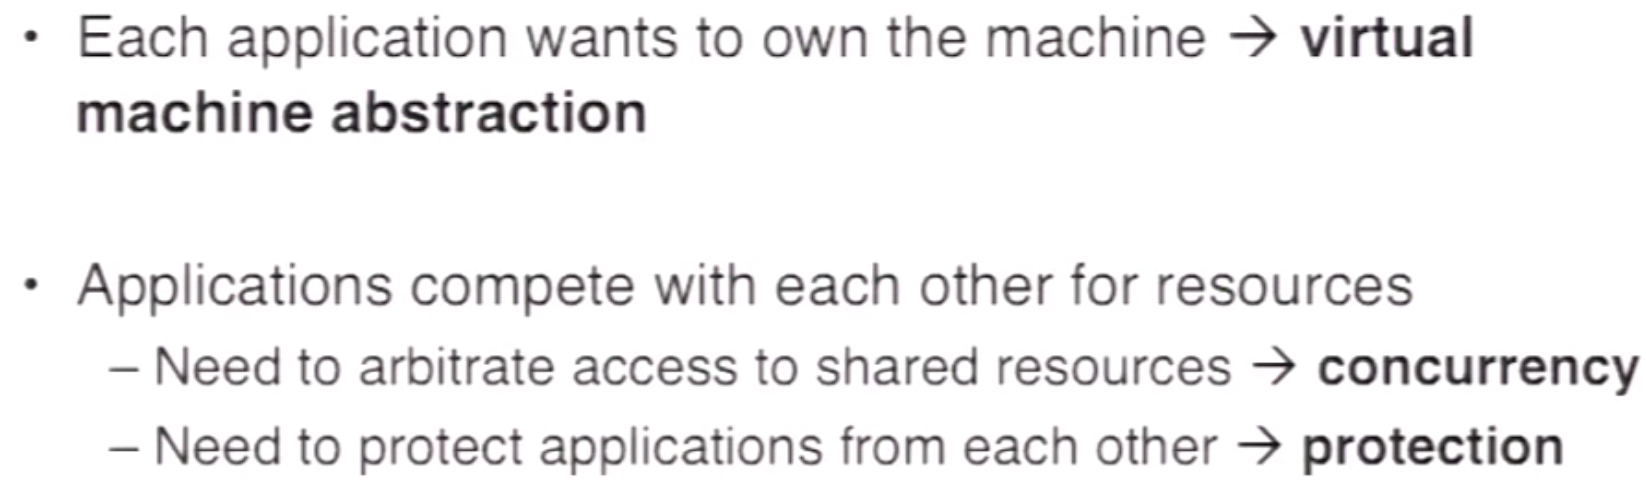 • Each application wants to own the machine → virtual
machine abstraction
• Applications compete with each other for resources
– Need to arbitrate access to shared resources → concurrency
– Need to protect applications from each other → protection